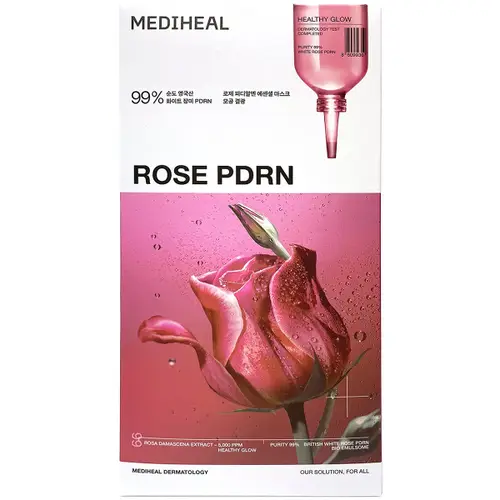 MEDIHEAL
HEALTHY GLOW
DERMATOLOGY TEST
COMPLETED
PURITY 99%
WHITE ROSE PDRN
99% 순도 영국산
화이트 장미 PDRN
로제 피디알엔 에센셜 마스크
모공 결광
ROSE PDRN
ROSA DAMASCENA EXTRACT - 5,000 PPM
HEALTHY GLOW
PURITY 99%
BRITISH WHITE ROSE PDRN
BIO EMULSOME
MEDIHEAL DERMATOLOGY
OUR SOLUTION, FOR ALL